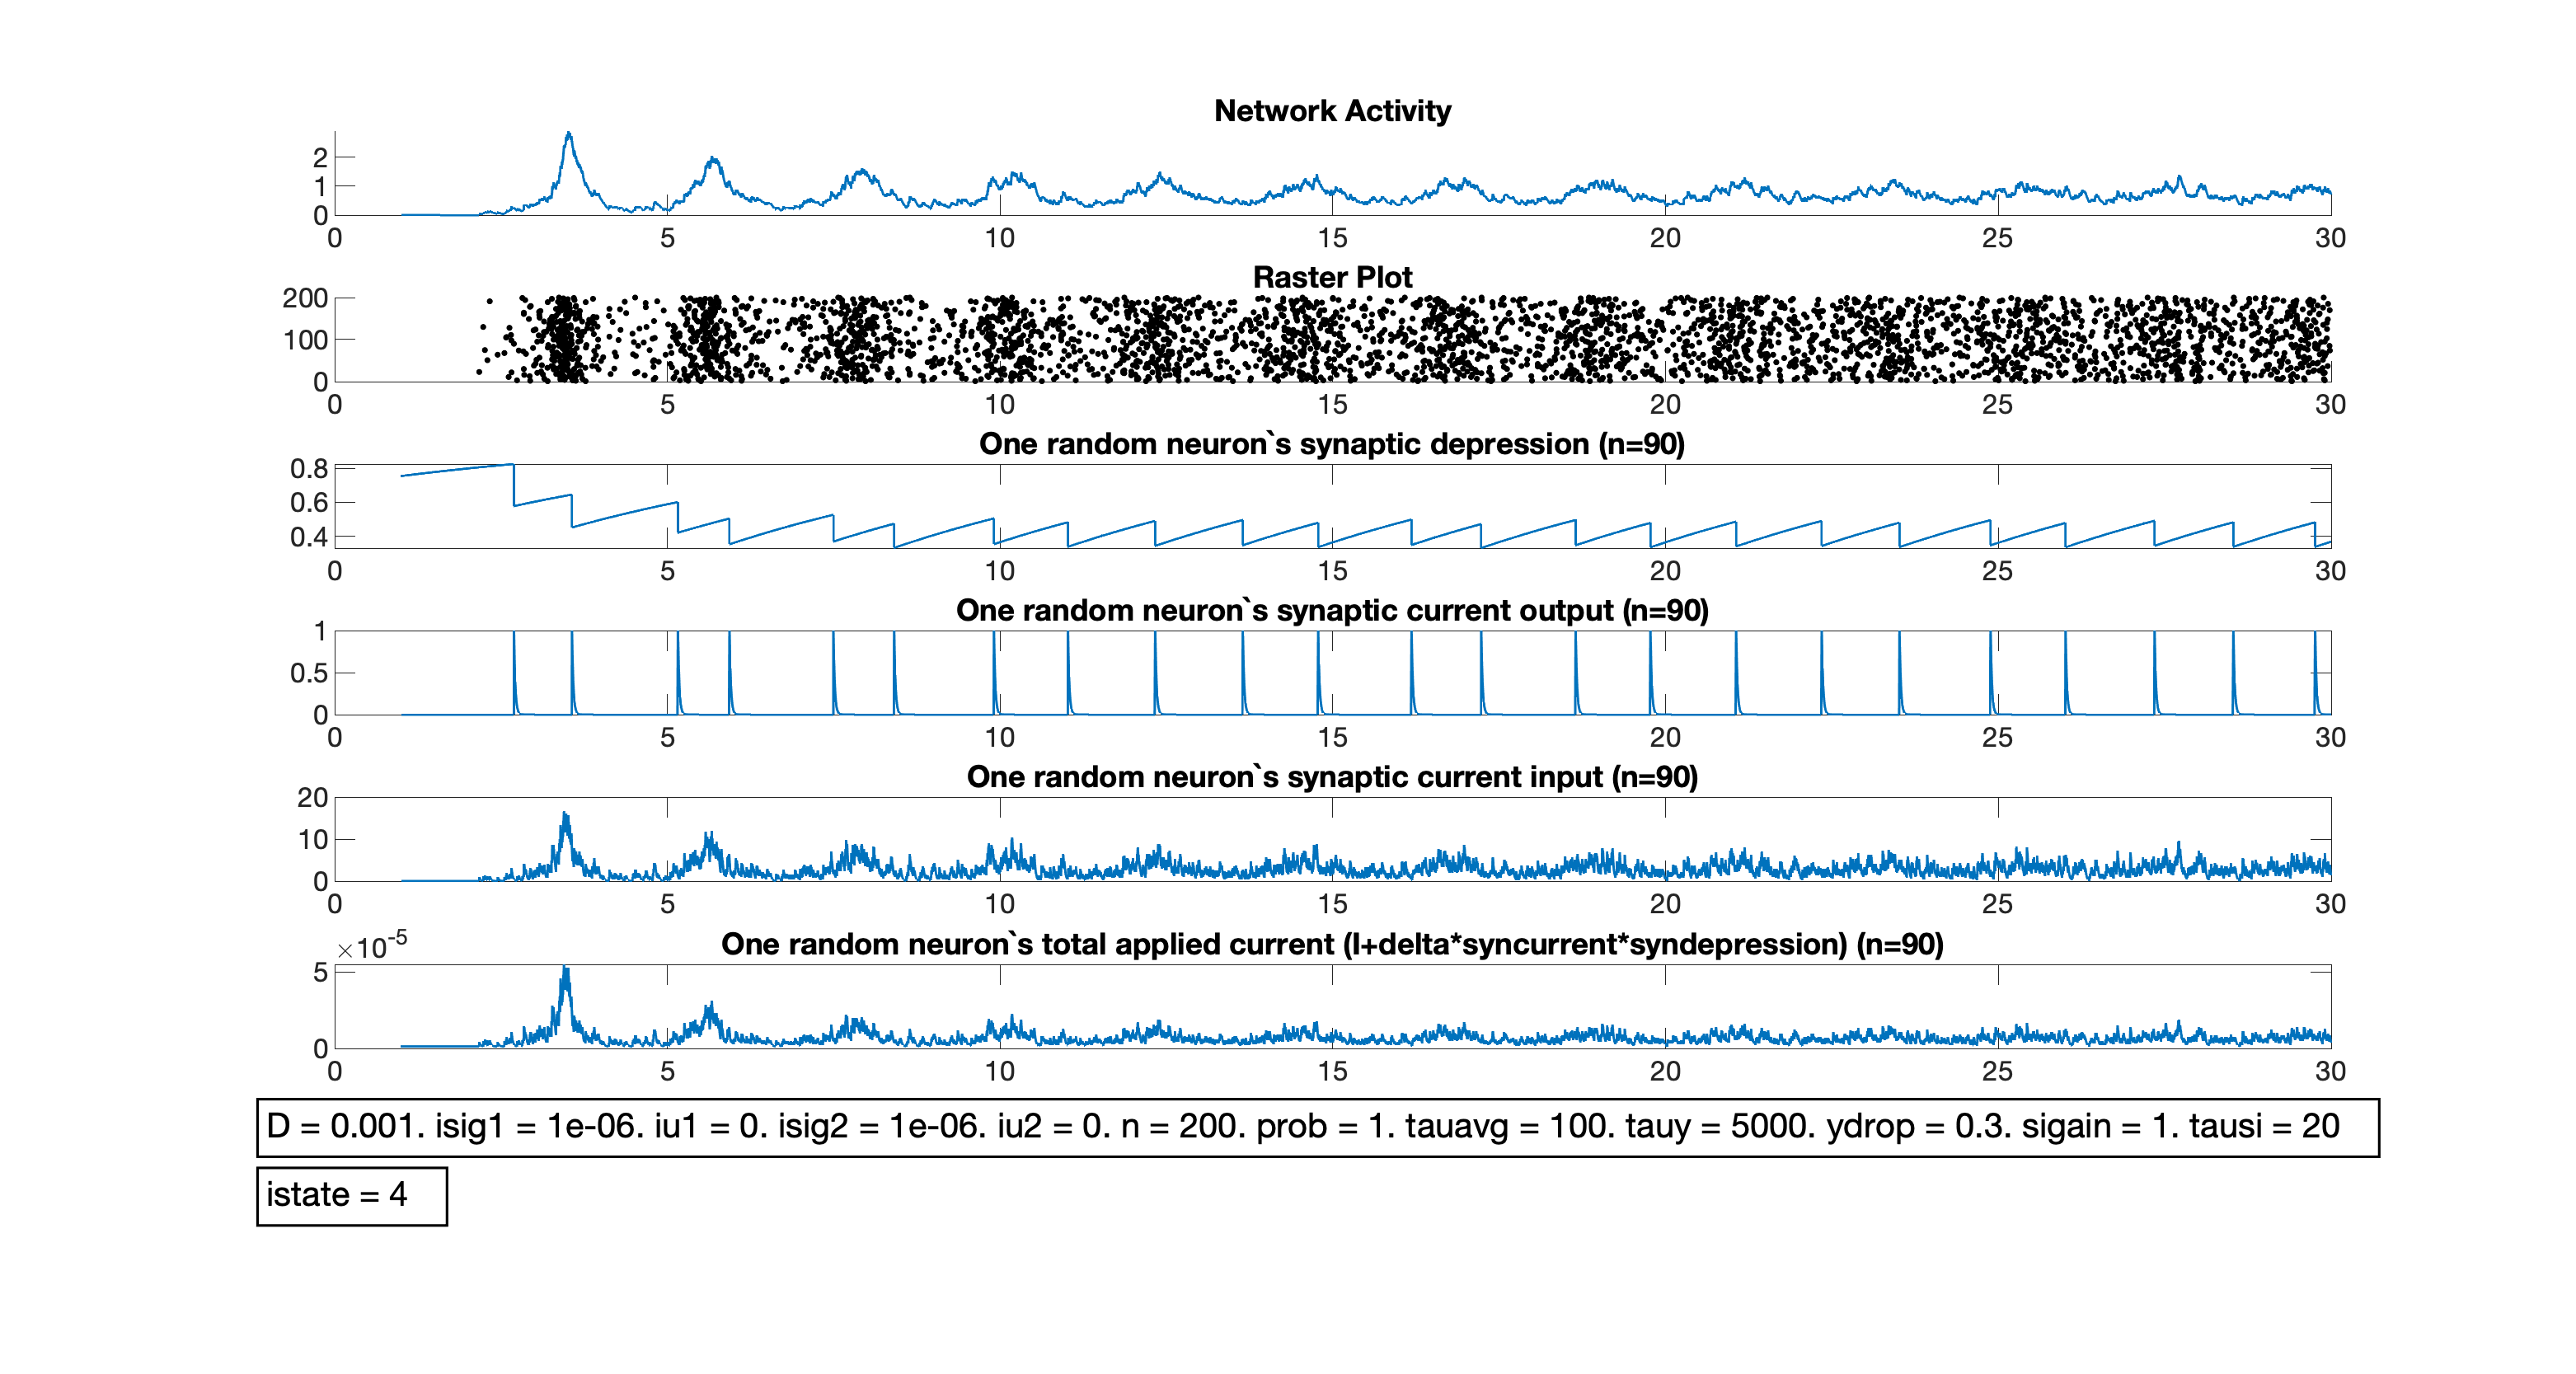 Network Activity
2
1
0
0 5 10 15 20 25 30
Raster Plot
200
100
0
0 5 10 15 20 25 30
One random neuron`s synaptic depression (n=90)
0.8
0.6
0.4
0 5 10 15 20 25 30
One random neuron`s synaptic current output (n=90)
1
0.5
0
0 5 10 15 20 25 30
One random neuron`s synaptic current input (n=90)
20
10
0
0 5 10 15 20 25 30
×10-5
One random neuron`s total applied current (I+delta*syncurrent*syndepression) (n=90)
5
0
0 5 10 15 20 25 30
D = 0.001. isig1 = 1e-06. iu1 = 0. isig2 = 1e-06. iu2 = 0. n = 200. prob = 1. tauavg = 100. tauy = 5000. ydrop = 0.3. sigain = 1. tausi = 20
istate = 4